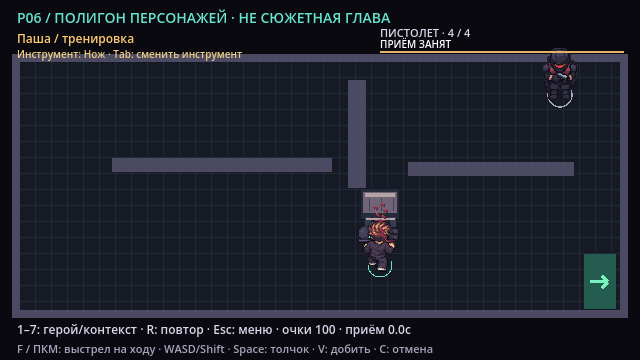 P06 / ПОЛИГОН ПЕРСОНАЖЕЙ · НЕ СЮЖЕТНАЯ ГЛАВА
Паша / тренировка
ПИСТОЛЕТ · 4 / 4
ПРИЁМ ЗАНЯТ
Инструмент: Нож · Tab: сменить инструмент
1–7: герой/контекст · R: повтор · Esc: меню · очки 100 · приём 0.0с
F / ПКМ: выстрел на ходу · WASD/Shift · Space: толчок · V: добить · C: отмена